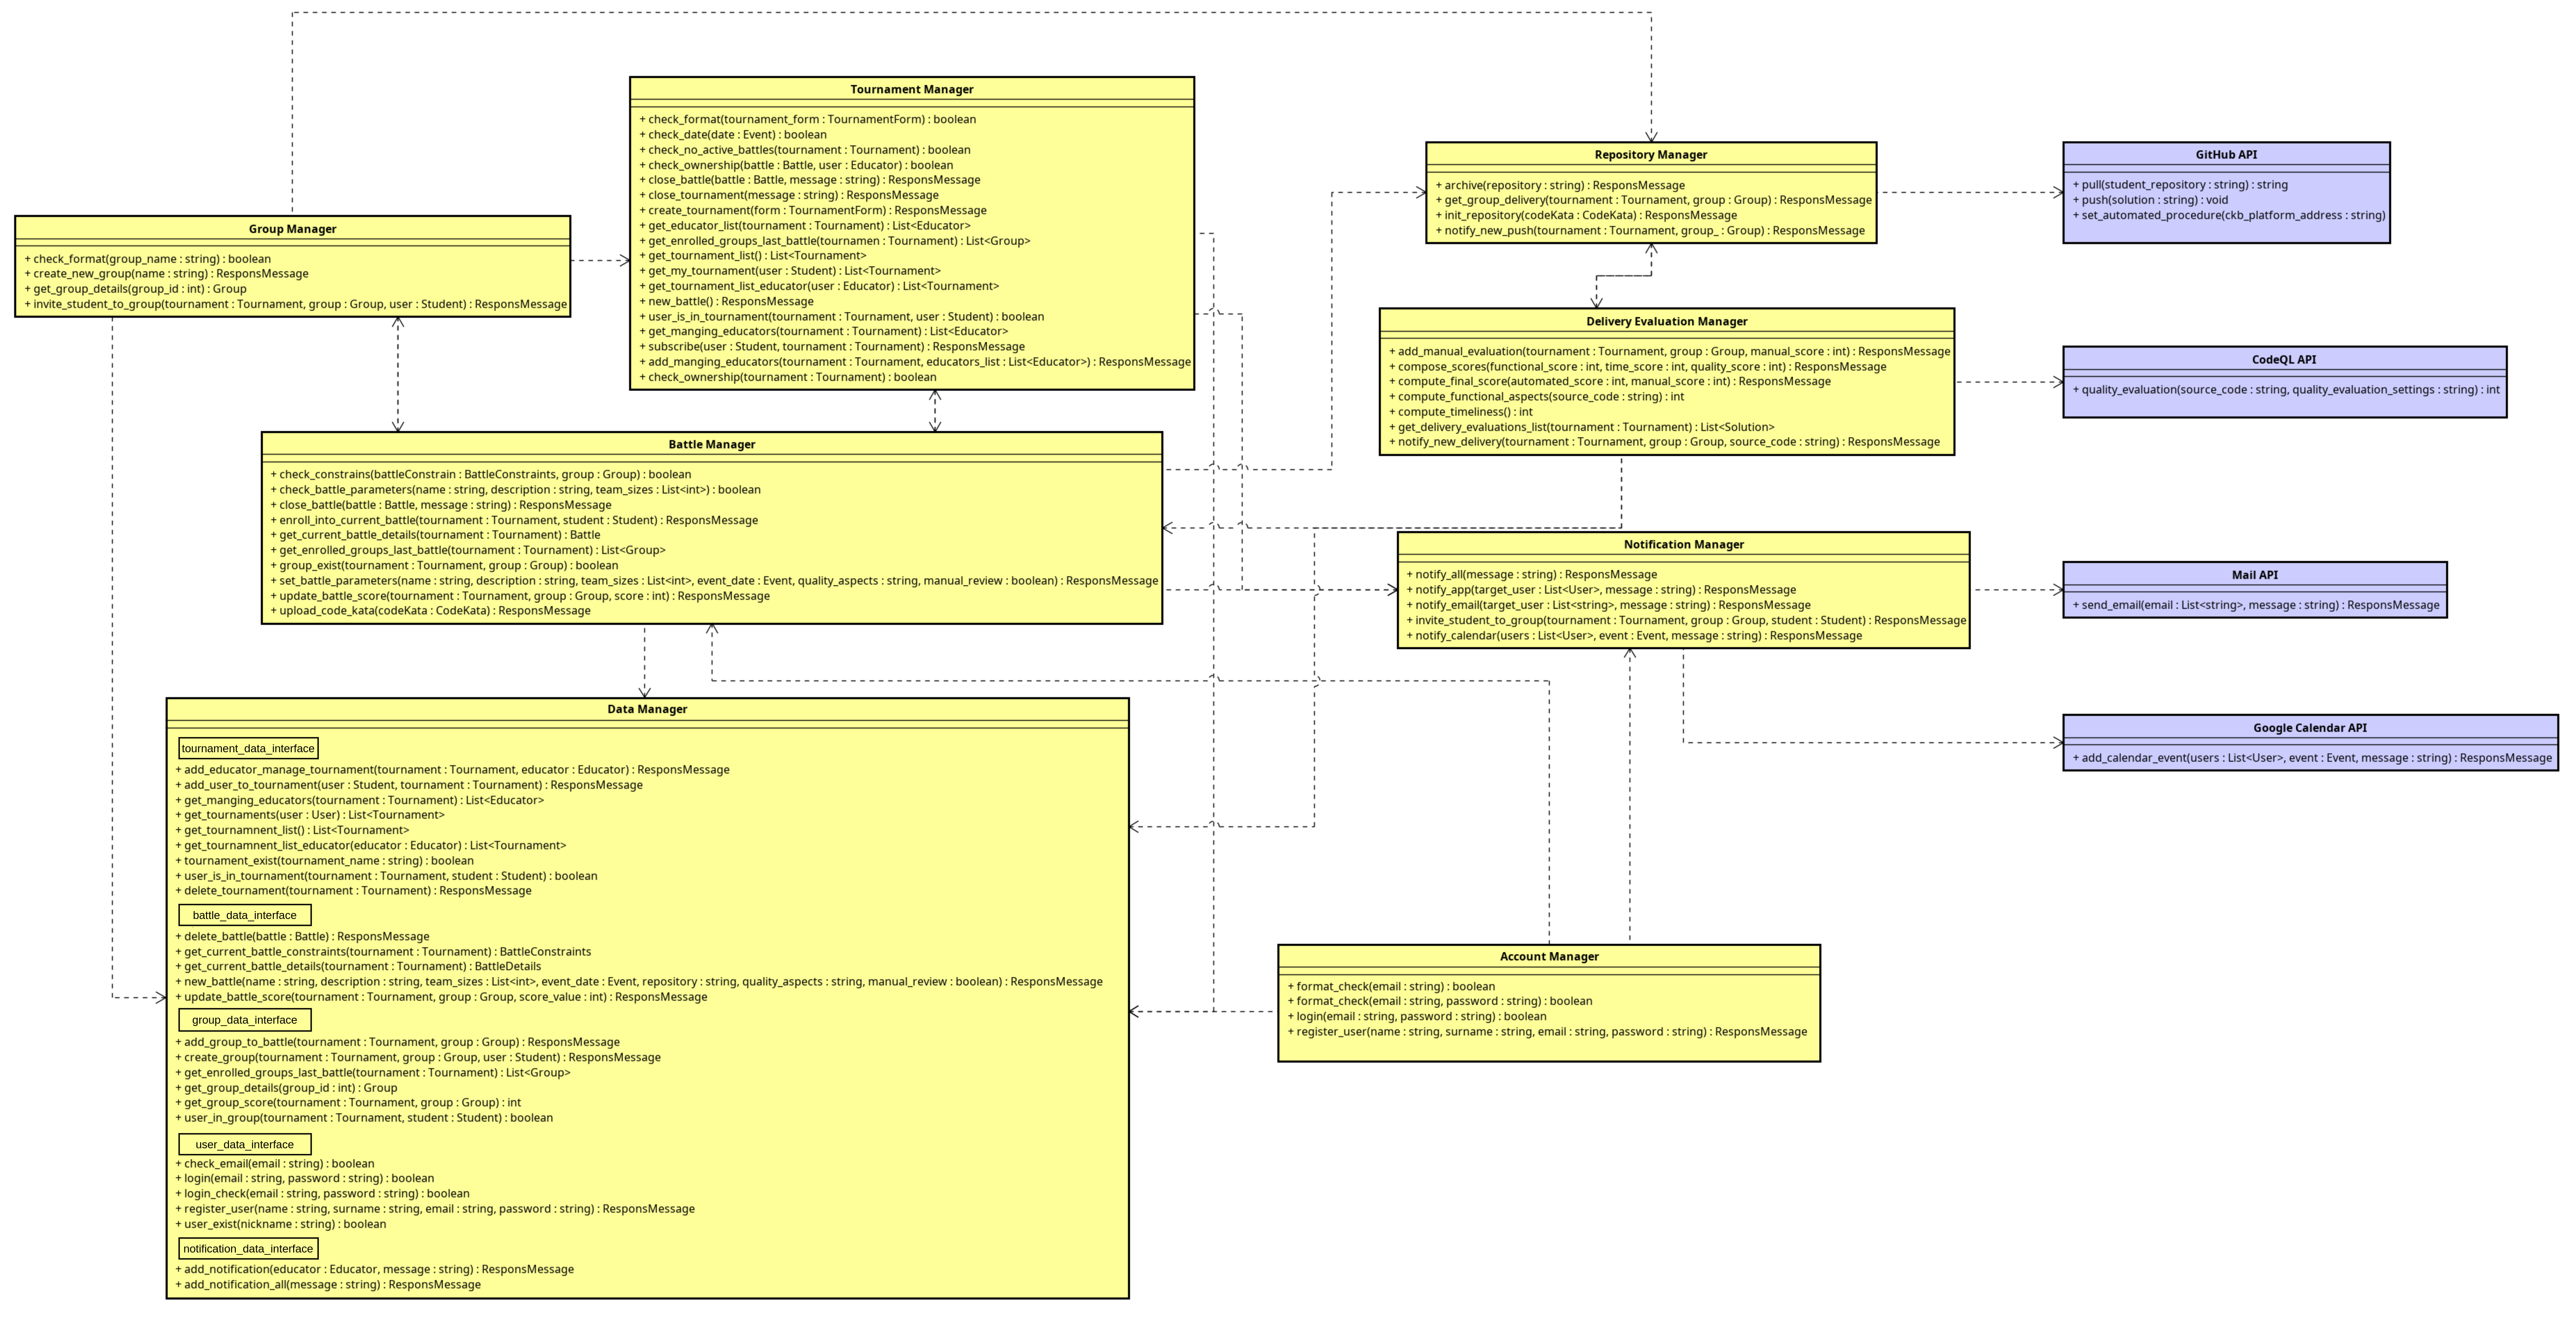 Tournament Manager
+ check_format(tournament_form : TournamentForm) : boolean
+ check_date(date : Event) : boolean
+ check_no_active_battles(tournament : Tournament) : boolean
+ check_ownership(battle : Battle, user : Educator) : boolean
+ close_battle(battle : Battle, message : string) : ResponsMessage
+ close_tournament(message : string) : ResponsMessage
+ create_tournament(form : TournamentForm) : ResponsMessage
+ get_educator_list(tournament : Tournament) : List<Educator>
+ get_enrolled_groups_last_battle(tournamen : Tournament) : List<Group>
+ get_tournament_list() : List<Tournament>
+ get_my_tournament(user : Student) : List<Tournament>
+ get_tournament_list_educator(user : Educator) : List<Tournament>
+ new_battle() : ResponsMessage
+ user_is_in_tournament(tournament : Tournament, user : Student) : boolean
+ get_manging_educators(tournament : Tournament) : List<Educator>
+ subscribe(user : Student, tournament : Tournament) : ResponsMessage
+ add_manging_educators(tournament : Tournament, educators_list : List<Educator>) : ResponsMessage
+ check_ownership(tournament : Tournament) : boolean
Repository Manager
+ archive(repository : string) : ResponsMessage
+ get_group_delivery(tournament : Tournament, group : Group) : ResponsMessage
+ init_repository(codeKata : CodeKata) : ResponsMessage
+ notify_new_push(tournament : Tournament, group_ : Group) : ResponsMessage
GitHub API
+ pull(student_repository : string) : string
+ push(solution : string) : void
+ set_automated_procedure(ckb_platform_address : string)
Group Manager
+ check_format(group_name : string) : boolean
+ create_new_group(name : string) : ResponsMessage
+ get_group_details(group_id : int) : Group
+ invite_student_to_group(tournament : Tournament, group : Group, user : Student) : ResponsMessage
Delivery Evaluation Manager
+ add_manual_evaluation(tournament : Tournament, group : Group, manual_score : int) : ResponsMessage
+ compose_scores(functional_score : int, time_score : int, quality_score : int) : ResponsMessage
+ compute_final_score(automated_score : int, manual_score : int) : ResponsMessage
+ compute_functional_aspects(source_code : string) : int
+ compute_timeliness() : int
+ get_delivery_evaluations_list(tournament : Tournament) : List<Solution>
+ notify_new_delivery(tournament : Tournament, group : Group, source_code : string) : ResponsMessage
CodeQL API
+ quality_evaluation(source_code : string, quality_evaluation_settings : string) : int
Battle Manager
+ check_constrains(battleConstrain : BattleConstraints, group : Group) : boolean
+ check_battle_parameters(name : string, description : string, team_sizes : List<int>) : boolean
+ close_battle(battle : Battle, message : string) : ResponsMessage
+ enroll_into_current_battle(tournament : Tournament, student : Student) : ResponsMessage
+ get_current_battle_details(tournament : Tournament) : Battle
+ get_enrolled_groups_last_battle(tournament : Tournament) : List<Group>
+ group_exist(tournament : Tournament, group : Group) : boolean
+ set_battle_parameters(name : string, description : string, team_sizes : List<int>, event_date : Event, quality_aspects : string, manual_review : boolean) : ResponsMessage
+ update_battle_score(tournament : Tournament, group : Group, score : int) : ResponsMessage
+ upload_code_kata(codeKata : CodeKata) : ResponsMessage
Notification Manager
+ notify_all(message : string) : ResponsMessage
+ notify_app(target_user : List<User>, message : string) : ResponsMessage
+ notify_email(target_user : List<string>, message : string) : ResponsMessage
+ invite_student_to_group(tournament : Tournament, group : Group, student : Student) : ResponsMessage
+ notify_calendar(users : List<User>, event : Event, message : string) : ResponsMessage
Mail API
+ send_email(email : List<string>, message : string) : ResponsMessage
Google Calendar API
+ add_calendar_event(users : List<User>, event : Event, message : string) : ResponsMessage
Data Manager
tournament_data_interface
+ add_educator_manage_tournament(tournament : Tournament, educator : Educator) : ResponsMessage
+ add_user_to_tournament(user : Student, tournament : Tournament) : ResponsMessage
+ get_manging_educators(tournament : Tournament) : List<Educator>
+ get_tournaments(user : User) : List<Tournament>
+ get_tournamnent_list() : List<Tournament>
+ get_tournamnent_list_educator(educator : Educator) : List<Tournament>
+ tournament_exist(tournament_name : string) : boolean
+ user_is_in_tournament(tournament : Tournament, student : Student) : boolean
+ delete_tournament(tournament : Tournament) : ResponsMessage
battle_data_interface
+ delete_battle(battle : Battle) : ResponsMessage
+ get_current_battle_constraints(tournament : Tournament) : BattleConstraints
+ get_current_battle_details(tournament : Tournament) : BattleDetails
+ new_battle(name : string, description : string, team_sizes : List<int>, event_date : Event, repository : string, quality_aspects : string, manual_review : boolean) : ResponsMessage
+ update_battle_score(tournament : Tournament, group : Group, score_value : int) : ResponsMessage
group_data_interface
+ add_group_to_battle(tournament : Tournament, group : Group) : ResponsMessage
+ create_group(tournament : Tournament, group : Group, user : Student) : ResponsMessage
+ get_enrolled_groups_last_battle(tournament : Tournament) : List<Group>
+ get_group_details(group_id : int) : Group
+ get_group_score(tournament : Tournament, group : Group) : int
+ user_in_group(tournament : Tournament, student : Student) : boolean
user_data_interface
+ check_email(email : string) : boolean
+ login(email : string, password : string) : boolean
+ login_check(email : string, password : string) : boolean
+ register_user(name : string, surname : string, email : string, password : string) : ResponsMessage
+ user_exist(nickname : string) : boolean
notification_data_interface
+ add_notification(educator : Educator, message : string) : ResponsMessage
+ add_notification_all(message : string) : ResponsMessage
Account Manager
+ format_check(email : string) : boolean
+ format_check(email : string, password : string) : boolean
+ login(email : string, password : string) : boolean
+ register_user(name : string, surname : string, email : string, password : string) : ResponsMessage